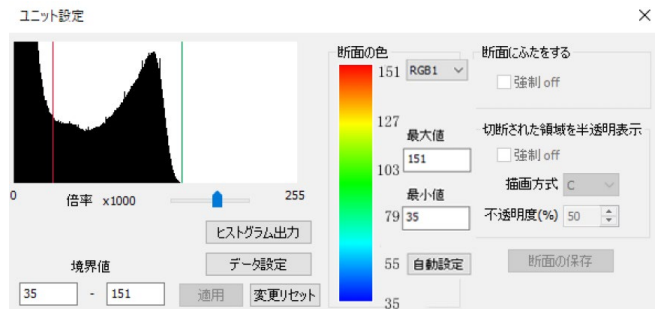 ユニット設定
0
倍率 x1000
255
ヒストグラム出力
データ設定
境界値
35 - 151
適用
変更リセット
断面の色
151
RGB1
127
103
79
55
35
最大値
151
最小値
35
自動設定
断面にふたをする
強制 off
切断された領域を半透明表示
強制 off
描画方式 C
不透明度(%) 50
断面の保存